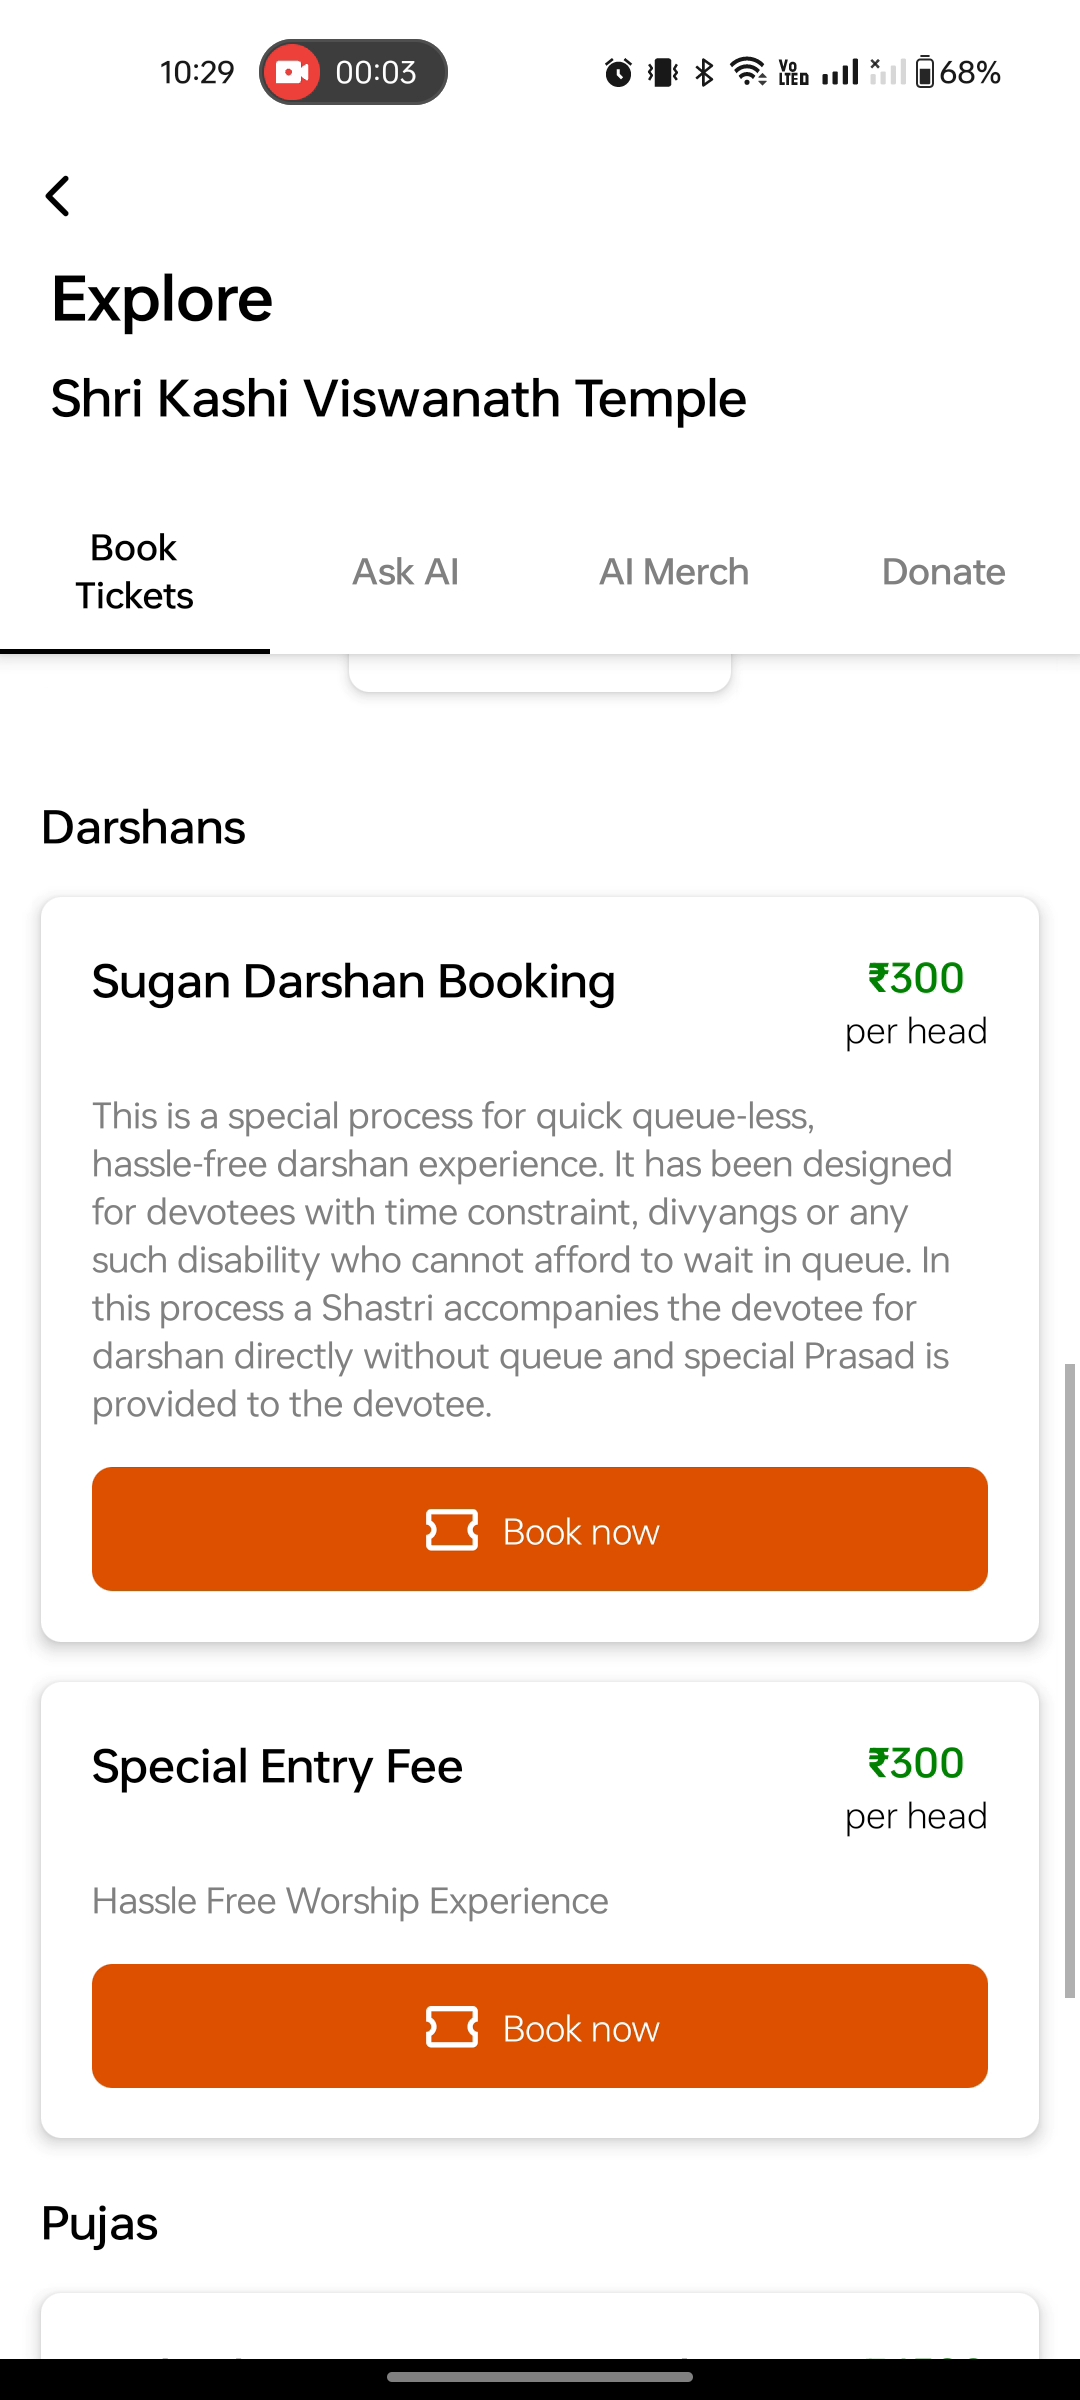 10:29 00:03 68%
Explore
Shri Kashi Viswanath Temple
Book
Tickets
Ask AI
AI Merch
Donate
Darshans
Sugan Darshan Booking
₹300
per head
This is a special process for quick queue-less,
hassle-free darshan experience. It has been designed
for devotees with time constraint, divyangs or any
such disability who cannot afford to wait in queue. In
this process a Shastri accompanies the devotee for
darshan directly without queue and special Prasad is
provided to the devotee.
Book now
Special Entry Fee
₹300
per head
Hassle Free Worship Experience
Book now
Pujas